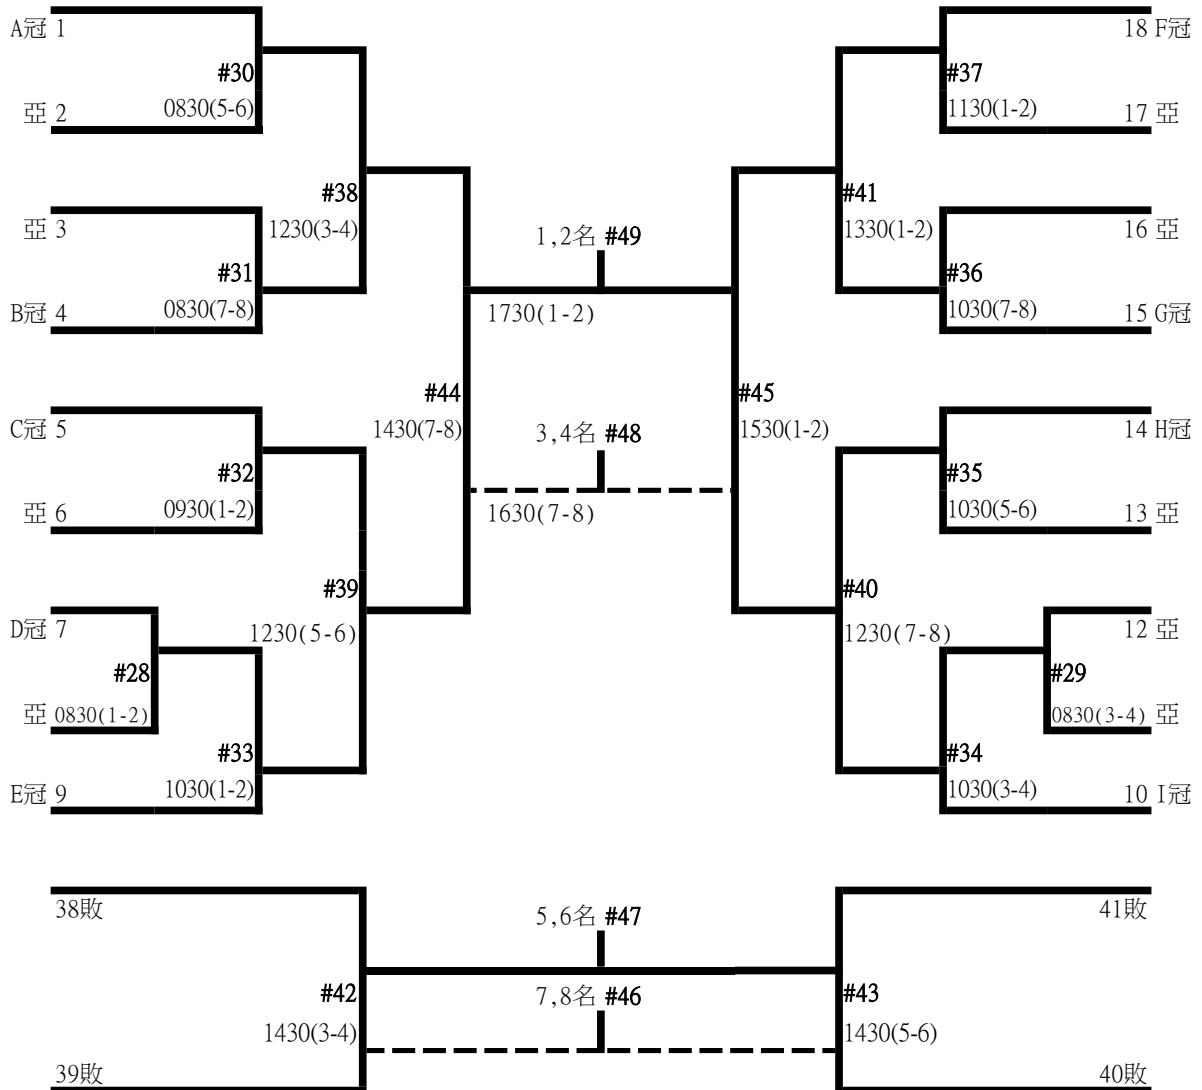 A冠 1
#30
0830(5-6)
亞 2
亞 3
#31
0830(7-8)
B冠 4
#38
1230(3-4)
C冠 5
#32
0930(1-2)
亞 6
D冠 7
#28
亞 0830(1-2)
#33
1030(1-2)
E冠 9
#39
1230(5-6)
#44
1430(7-8)
1,2名 #49
1730(1-2)
3,4名 #48
1630(7-8)
#45
1530(1-2)
18 F冠
#37
1130(1-2)
17 亞
#41
1330(1-2)
16 亞
#36
1030(7-8)
15 G冠
14 H冠
#35
1030(5-6)
13 亞
#40
1230(7-8)
12 亞
#29
0830(3-4) 亞
#34
1030(3-4)
10 I冠
38敗
#42
1430(3-4)
39敗
5,6名 #47
7,8名 #46
41敗
#43
1430(5-6)
40敗